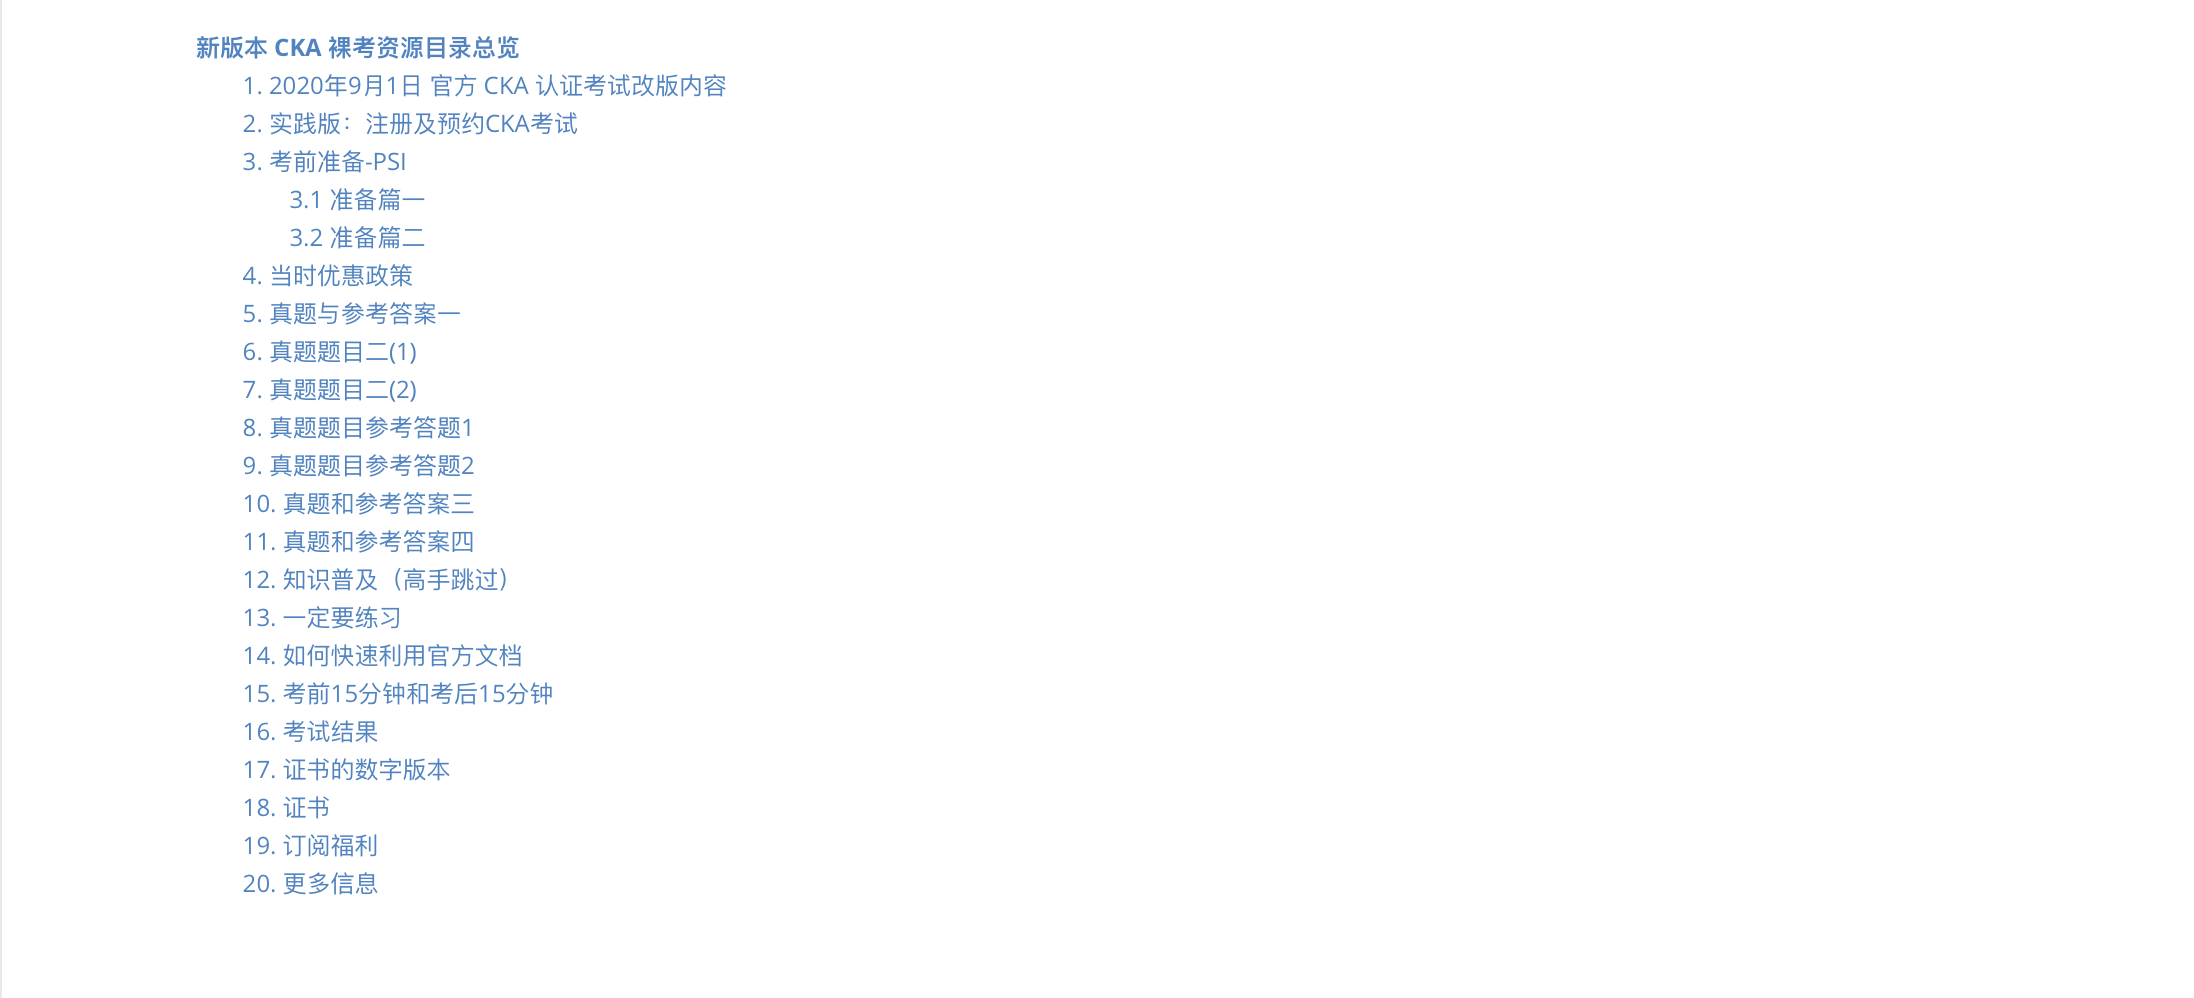 新版本 CKA 裸考资源目录总览
1. 2020年9月1日 官方 CKA 认证考试改版内容
2. 实践版：注册及预约CKA考试
3. 考前准备-PSI
3.1 准备篇一
3.2 准备篇二
4. 当时优惠政策
5. 真题与参考答案一
6. 真题题目二(1)
7. 真题题目二(2)
8. 真题题目参考答题1
9. 真题题目参考答题2
10. 真题和参考答案三
11. 真题和参考答案四
12. 知识普及（高手跳过）
13. 一定要练习
14. 如何快速利用官方文档
15. 考前15分钟和考后15分钟
16. 考试结果
17. 证书的数字版本
18. 证书
19. 订阅福利
20. 更多信息